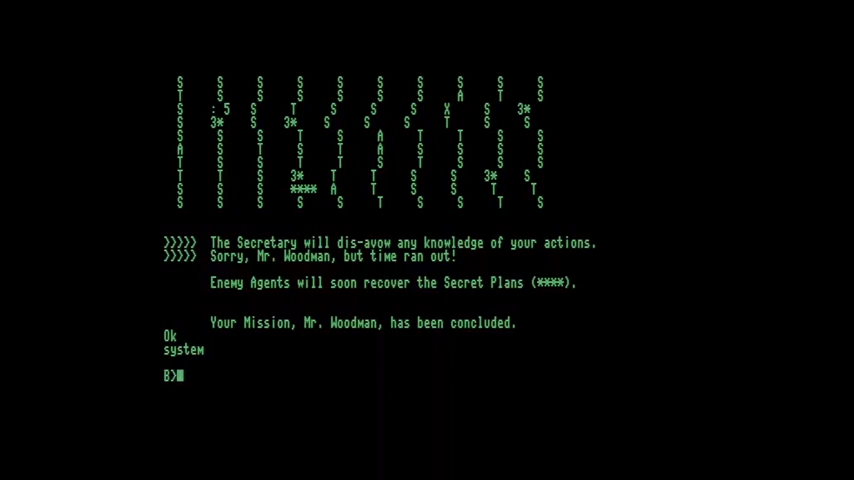 S S S S S S S S S S
T S S S S S S A T S
S : 5 S T S S S X S 3*
S 3* S 3* S S S T S S
S S S T S A T T S S
A S T S T A S S S S
T S S T T S T S S S
T T S 3* T T S S 3* S
S S S **** A T S S T T
S S S S S T S S T S
>>>>> The Secretary will dis-avow any knowledge of your actions.
>>>>> Sorry, Mr. Woodman, but time ran out!
Enemy Agents will soon recover the Secret Plans (****).
Your Mission, Mr. Woodman, has been concluded.
Ok
system
B>